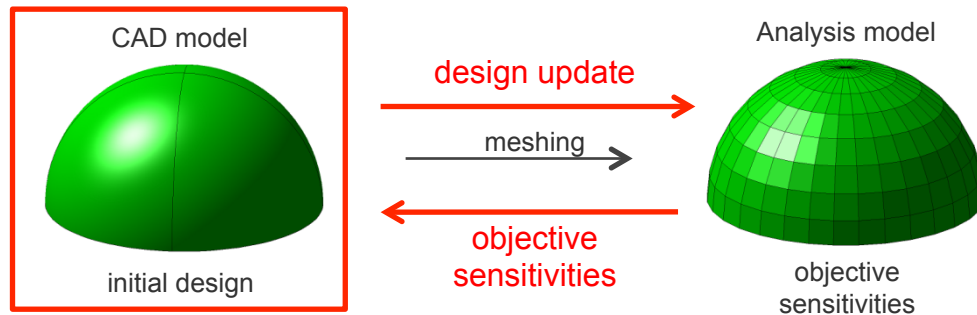 CAD model
initial design
design update
meshing
objective
sensitivities
Analysis model
objective
sensitivities